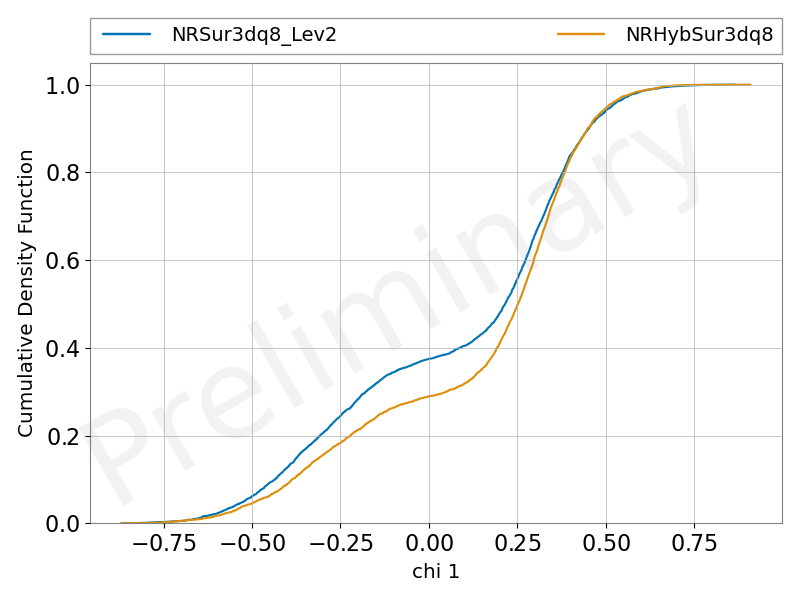 NRSur3dq8_Lev2 NRHybSur3dq8
1.0
0.8
0.6
0.4
0.2
0.0
Cumulative Density Function
Preliminary
−0.75 −0.50 −0.25 0.00 0.25 0.50 0.75
chi 1